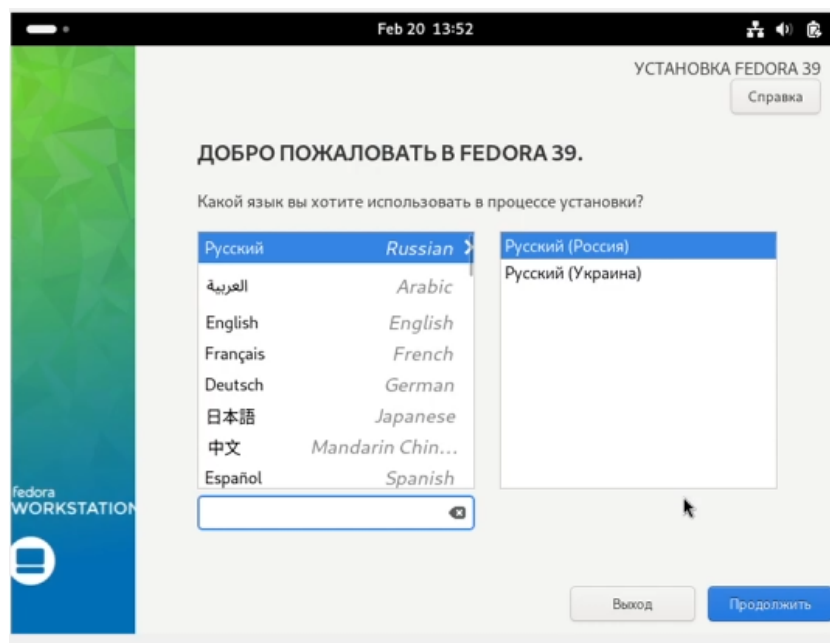 Feb 20 13:52
УСТАНОВКА FEDORA 39
Справка
ДОБРО ПОЖАЛОВАТЬ В FEDORA 39.
Какой язык вы хотите использовать в процессе установки?
Русский Russian
العربية Arabic
English English
Français French
Deutsch German
日本語 Japanese
中文 Mandarin Chin...
Español Spanish
Русский (Россия)
Русский (Украина)
fedora
WORKSTATION
Выход
Продолжить